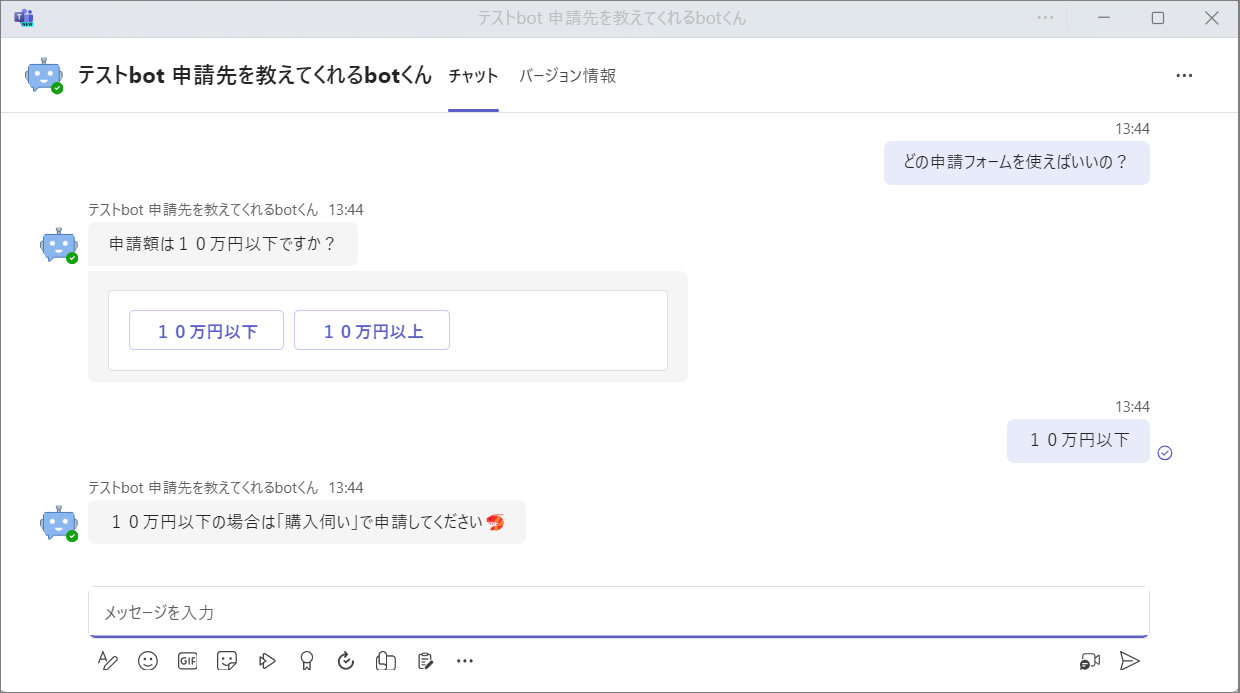 テストbot 申請先を教えてくれるbotくん
テストbot 申請先を教えてくれるbotくん チャット バージョン情報
13:44
どの申請フォームを使えばいいの？
テストbot 申請先を教えてくれるbotくん 13:44
申請額は１０万円以下ですか？
１０万円以下 １０万円以上
13:44
１０万円以下
テストbot 申請先を教えてくれるbotくん 13:44
１０万円以下の場合は「購入伺い」で申請してください🦐
メッセージを入力
GIF